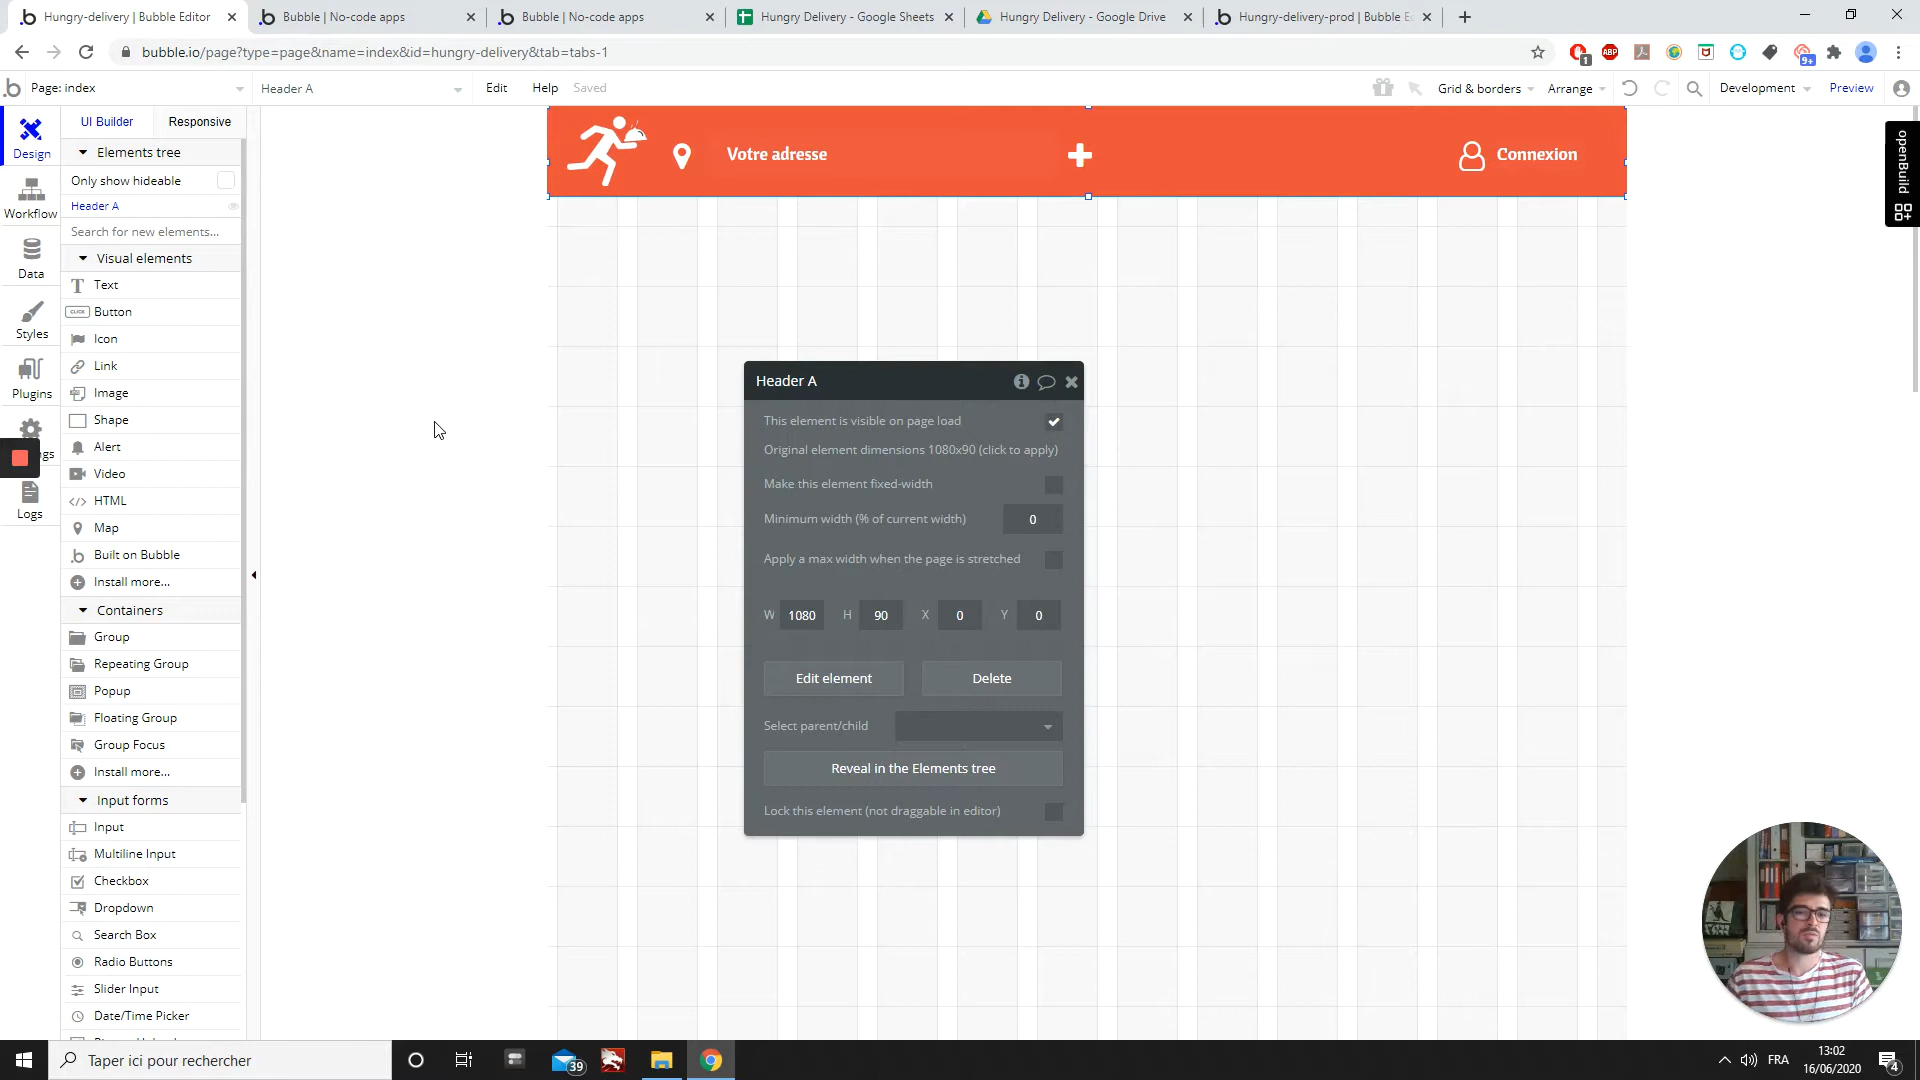 Hungry-delivery | Bubble Editor
Bubble | No-code apps
Bubble | No-code apps
Hungry Delivery - Google Sheets
Hungry Delivery - Google Drive
Hungry-delivery-prod | Bubble E
bubble.io/page?type=page&name=index&id=hungry-delivery&tab=tabs-1
1
ABP
9+
Page: index
Header A
Edit
Help
Saved
Grid & borders
Arrange
Development
Preview
UI Builder
Responsive
Design
Workflow
Data
Styles
Plugins
gs
Logs
Elements tree
Only show hideable
Header A
Search for new elements...
Visual elements
Text
CLICK
Button
Icon
Link
Image
Shape
Alert
Video
HTML
Map
Built on Bubble
Install more...
Containers
Group
Repeating Group
Popup
Floating Group
Group Focus
Install more...
Input forms
Input
Multiline Input
Checkbox
Dropdown
Search Box
Radio Buttons
Slider Input
Date/Time Picker
Votre adresse
Connexion
openBuild
Header A
This element is visible on page load
Original element dimensions 1080x90 (click to apply)
Make this element fixed-width
Minimum width (% of current width)
0
Apply a max width when the page is stretched
W 1080 H 90 X 0 Y 0
Edit element
Delete
Select parent/child
Reveal in the Elements tree
Lock this element (not draggable in editor)
Taper ici pour rechercher
39
FRA
13:02
16/06/2020
4